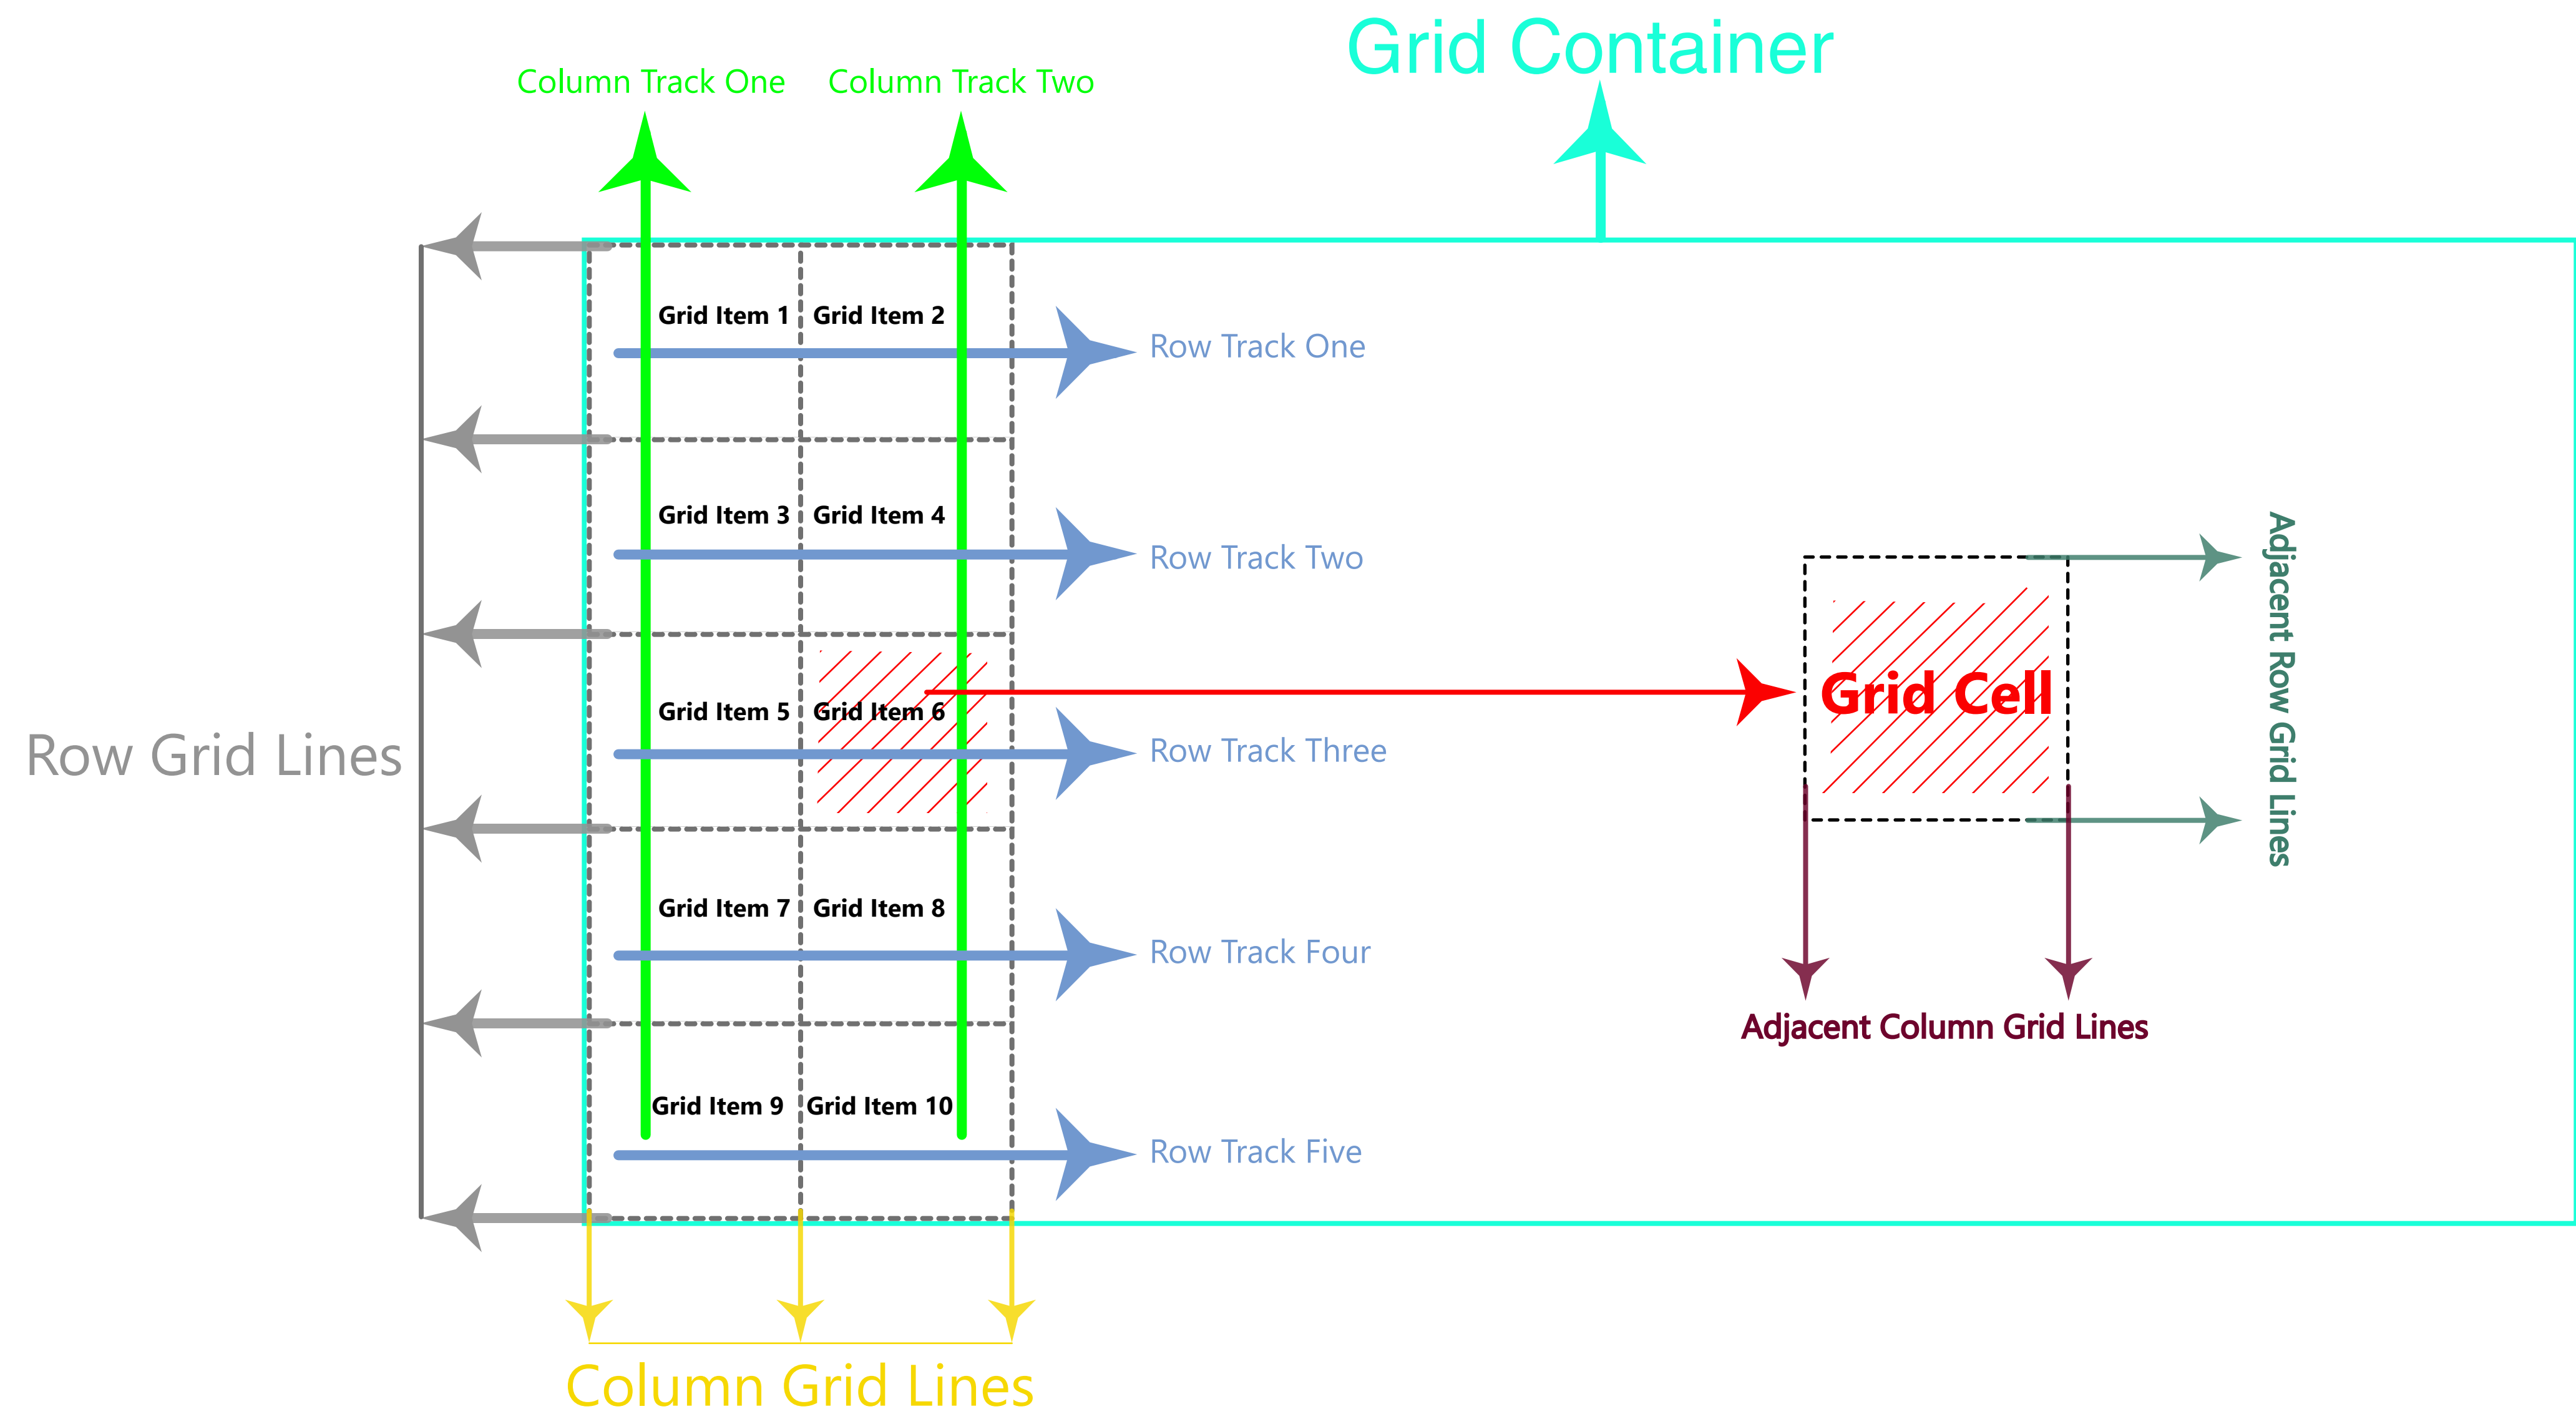 Grid Container
Column Track One
Column Track Two
Grid Item 1
Grid Item 2
Row Track One
Grid Item 3
Grid Item 4
Row Track Two
Grid Item 5
Grid Item 6
Row Track Three
Grid Cell
Adjacent Row Grid Lines
Row Grid Lines
Grid Item 7
Grid Item 8
Row Track Four
Adjacent Column Grid Lines
Grid Item 9
Grid Item 10
Row Track Five
Column Grid Lines